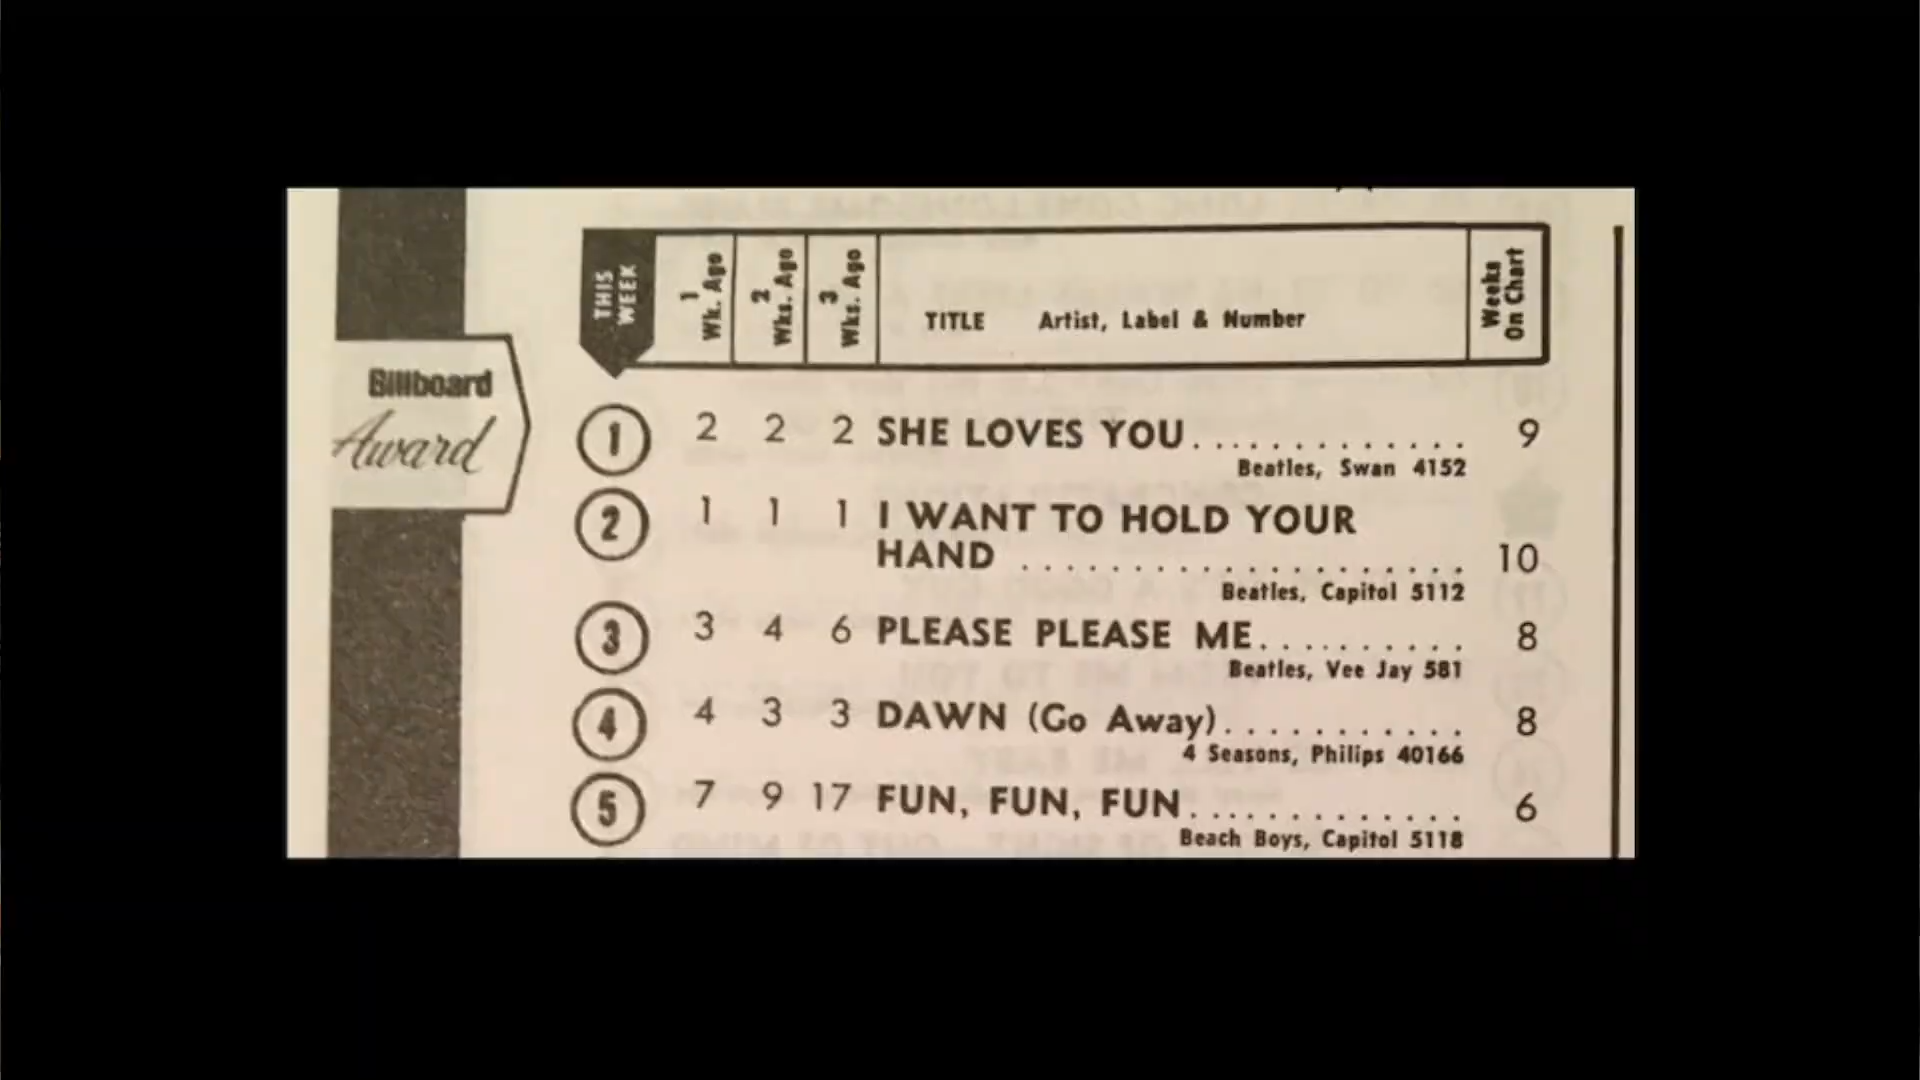 Billboard
Award
THIS WEEK
1 Wk. Ago
2 Wks. Ago
3 Wks. Ago
TITLE Artist, Label & Number
Weeks On Chart
1 2 2 2 SHE LOVES YOU............. 9
Beatles, Swan 4152
2 1 1 1 I WANT TO HOLD YOUR
HAND .................... 10
Beatles, Capitol 5112
3 3 4 6 PLEASE PLEASE ME.......... 8
Beatles, Vee Jay 581
4 4 3 3 DAWN (Go Away)........... 8
4 Seasons, Philips 40166
5 7 9 17 FUN, FUN, FUN............. 6
Beach Boys, Capitol 5118